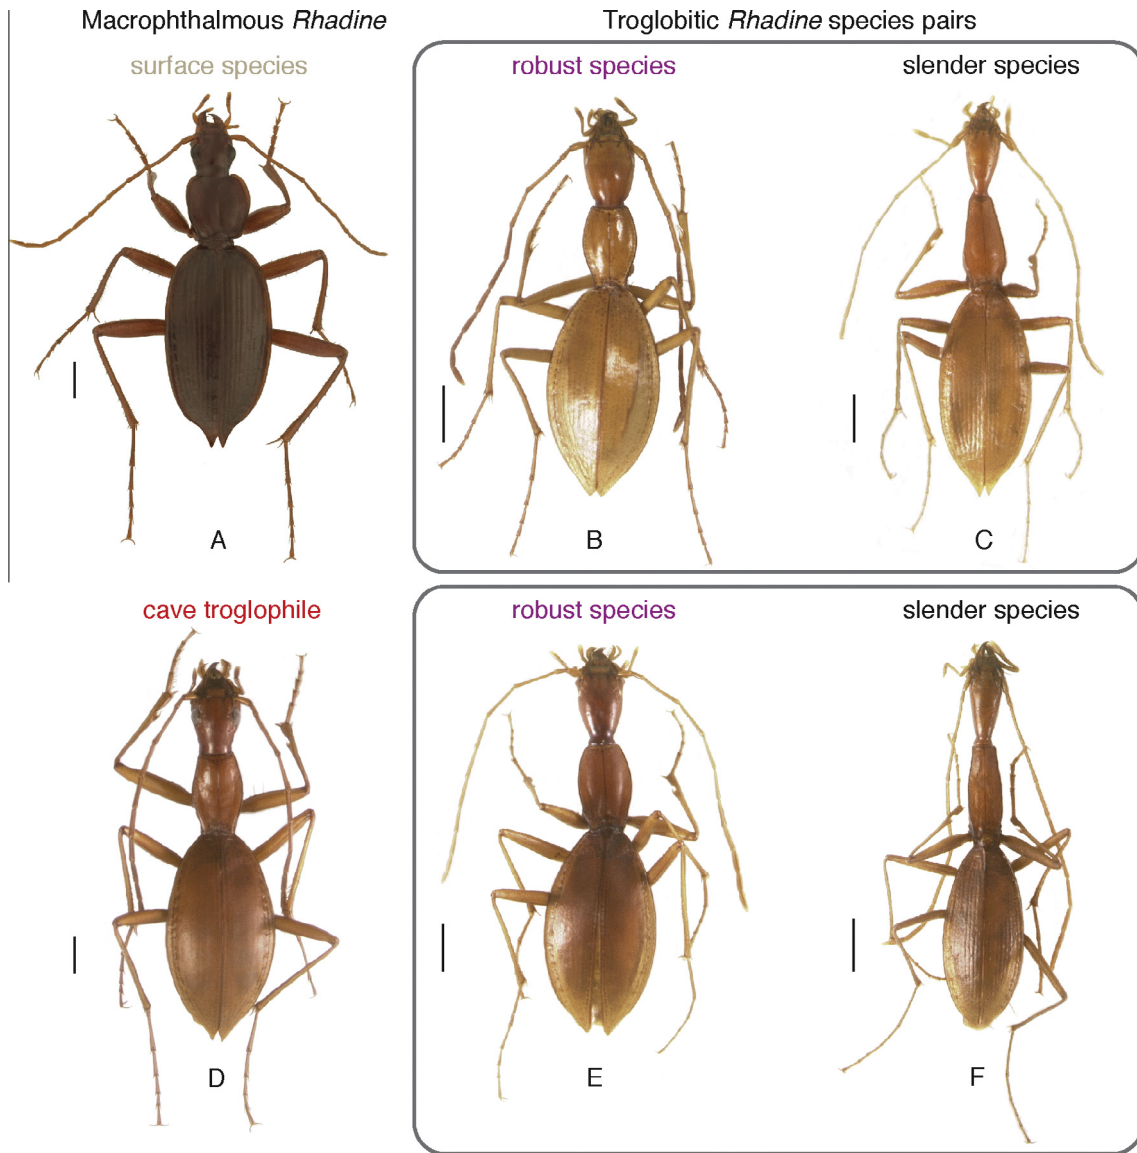 Macrophthalmous Rhadine
Troglobitic Rhadine species pairs
surface species
robust species
slender species
A
B
C
cave troglophile
robust species
slender species
D
E
F